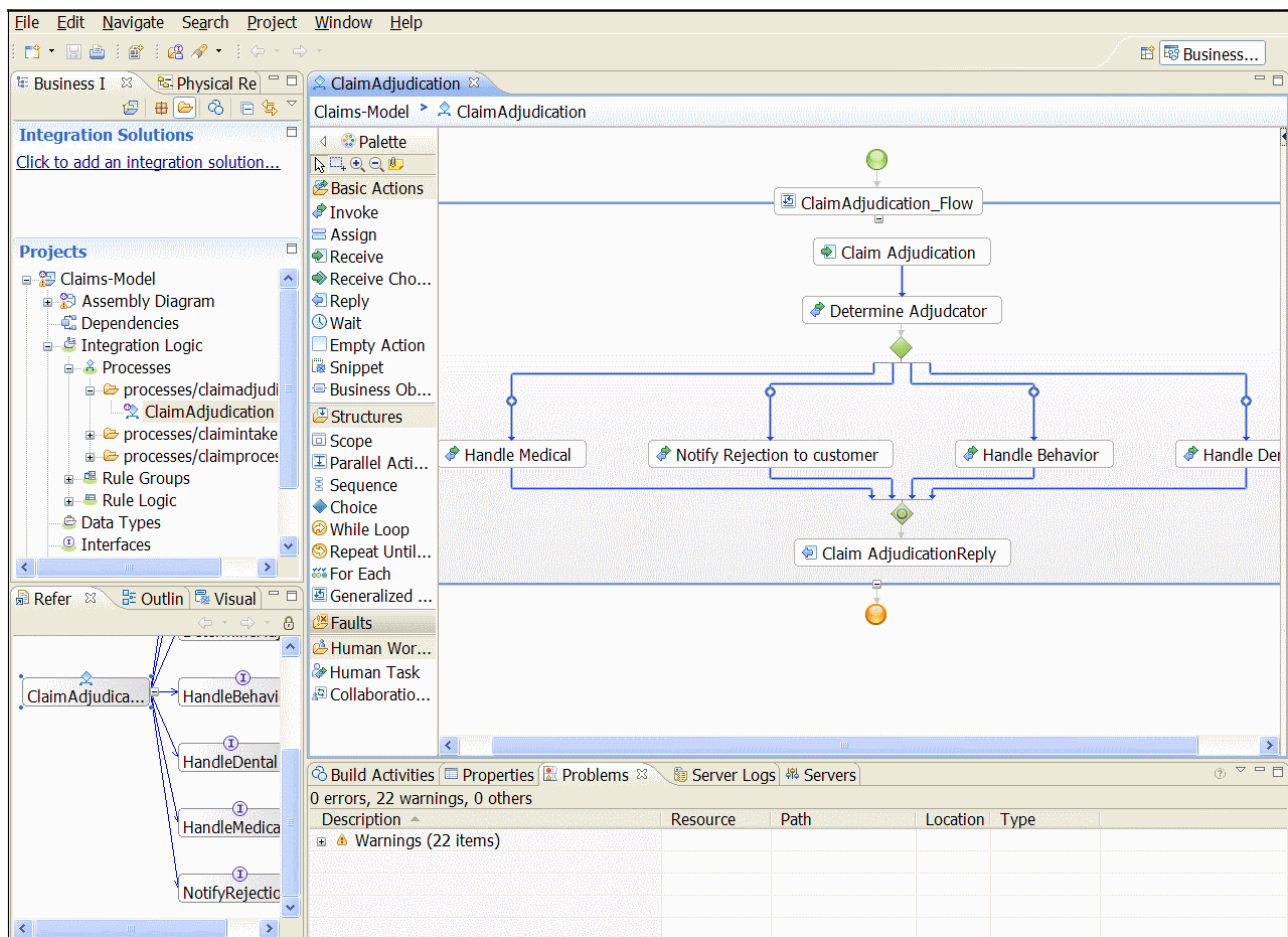 File Edit Navigate Search Project Window Help
Business...
Business I
Physical Re
Integration Solutions
Click to add an integration solution...
Projects
Claims-Model
Assembly Diagram
Dependencies
Integration Logic
Processes
processes/claimadjudi
ClaimAdjudication
processes/claimintake
processes/claimproces
Rule Groups
Rule Logic
Data Types
Interfaces
Refer
Outlin
Visual
ClaimAdjudica...
HandleBehavi
HandleDental
HandleMedica
NotifyRejectio
ClaimAdjudication
Claims-Model > ClaimAdjudication
Palette
Basic Actions
Invoke
Assign
Receive
Receive Cho...
Reply
Wait
Empty Action
Snippet
Business Ob...
Structures
Scope
Parallel Acti...
Sequence
Choice
While Loop
Repeat Until...
For Each
Generalized ...
Faults
Human Wor...
Human Task
Collaboratio...
ClaimAdjudication_Flow
Claim Adjudication
Determine Adjudcator
Handle Medical
Notify Rejection to customer
Handle Behavior
Handle Der
Claim AdjudicationReply
Build Activities
Properties
Problems
Server Logs
Servers
0 errors, 22 warnings, 0 others
Description Resource Path Location Type
Warnings (22 items)